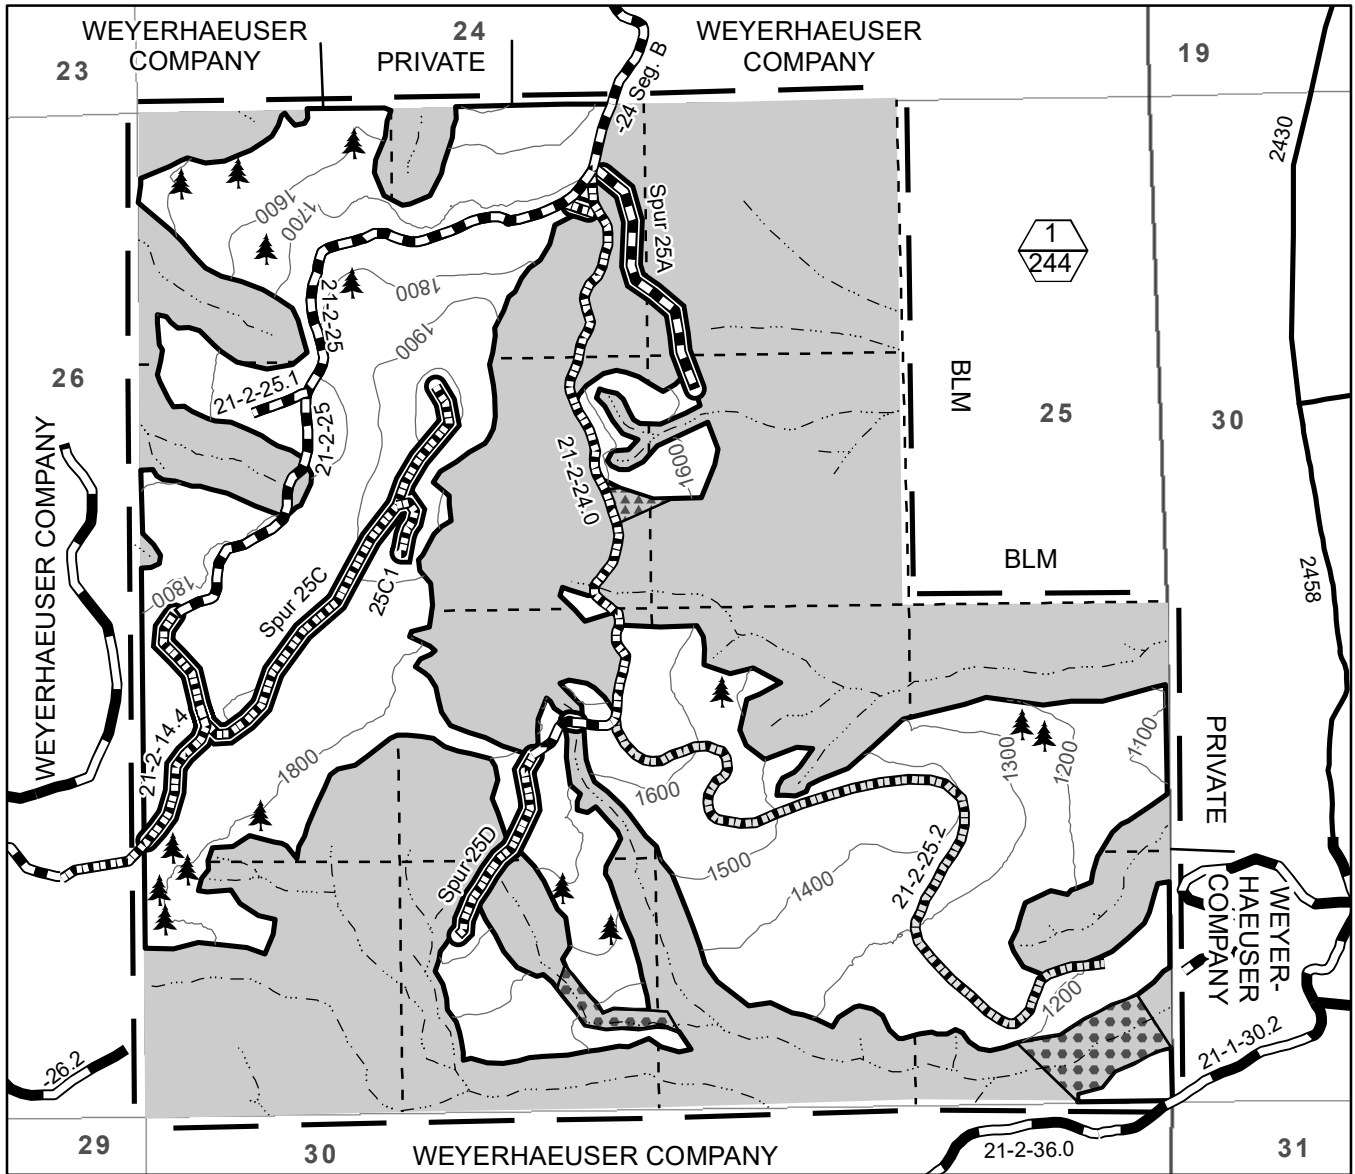 WEYERHAEUSER
COMPANY
24
PRIVATE
WEYERHAEUSER
COMPANY
23
19
-24 Seg. B
2430
Spur 25A
1600
1700
1
244
21-2-25
1800
1900
26
21-2-25.1
BLM
25
30
21-2-25
21-2-24.0
1600
WEYERHAEUSER COMPANY
BLM
2458
1800
Spur 25C
25C1
21-2-14.4
1800
1100
1300
1200
PRIVATE
1600
1500
1400
21-2-25.2
Spur 25D
WEYER-
HAEUSER
COMPANY
1200
-26.2
21-1-30.2
29
30
WEYERHAEUSER COMPANY
21-2-36.0
31